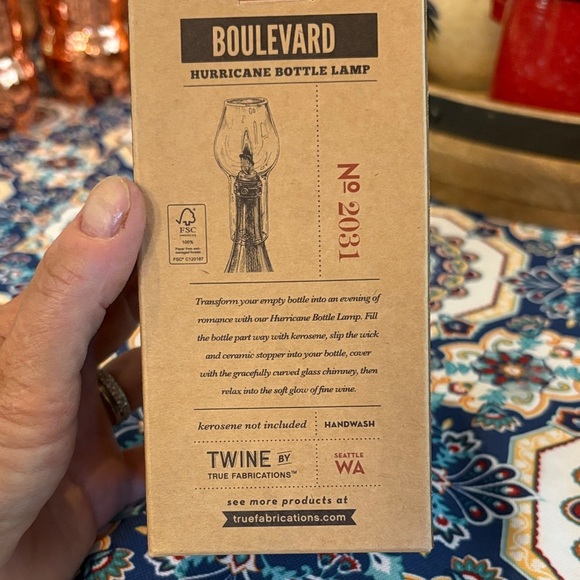 BOULEVARD
HURRICANE BOTTLE LAMP
Nº 2031
FSC
100%
FSC® C120197
Transform your empty bottle into an evening of
romance with our Hurricane Bottle Lamp. Fill
the bottle part way with kerosene, slip the wick
and ceramic stopper into your bottle, cover
with the gracefully curved glass chimney, then
relax into the soft glow of fine wine.
kerosene not included
HANDWASH
TWINE BY
TRUE FABRICATIONS™
SEATTLE
WA
see more products at
truefabrications.com